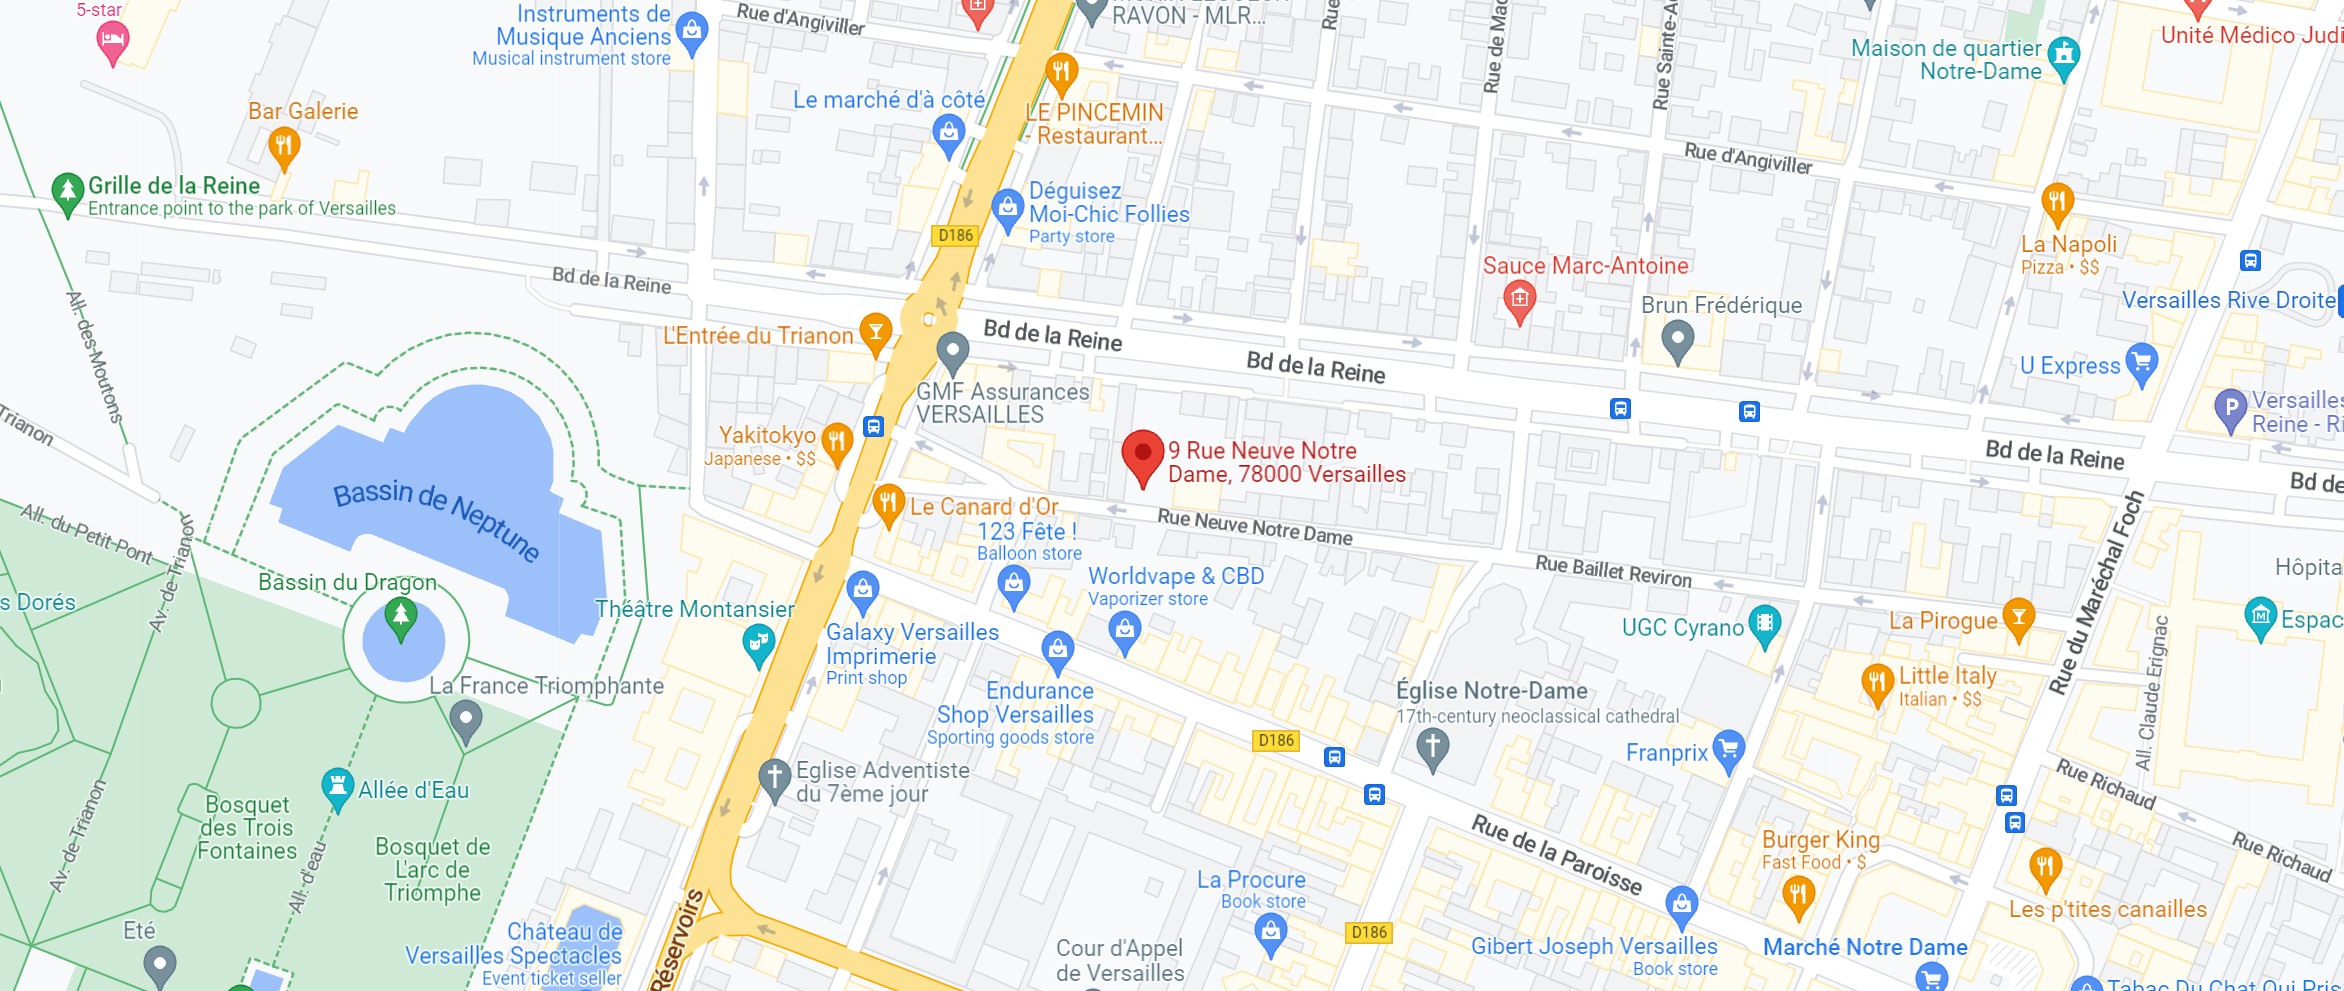 5-star
Instruments de
Musique Anciens
Musical instrument store
Rue d'Angiviller
RAVON - MLR...
Rue de Mac
Rue Sainte-A
Maison de quartier
Notre-Dame
Unité Médico Judi
Bar Galerie
Le marché d'à côté
LE PINCEMIN
- Restaurant...
Rue d'Angiviller
Grille de la Reine
Entrance point to the park of Versailles
Déguisez
Moi-Chic Follies
Party store
D186
La Napoli
Pizza • $$
Sauce Marc-Antoine
Brun Frédérique
Versailles Rive Droite
Bd de la Reine
All. des Moutons
L'Entrée du Trianon
Bd de la Reine
Bd de la Reine
U Express
GMF Assurances
VERSAILLES
Versailles
Reine - Ri
Trianon
Yakitokyo
Japanese • $$
9 Rue Neuve Notre
Dame, 78000 Versailles
Bd de la Reine
Bd de
Bassin de Neptune
All. du Petit Pont
Av. de Trianon
Le Canard d'Or
123 Fête !
Balloon store
Rue Neuve Notre Dame
Rue Baillet Reviron
Rue du Maréchal Foch
Hôpita
Bassin du Dragon
s Dorés
Théâtre Montansier
Worldvape & CBD
Vaporizer store
UGC Cyrano
La Pirogue
Espac
Galaxy Versailles
Imprimerie
Print shop
La France Triomphante
Endurance
Shop Versailles
Sporting goods store
Église Notre-Dame
17th-century neoclassical cathedral
Little Italy
Italian • $$
All. Claude Erignac
D186
Franprix
Eglise Adventiste
du 7ème jour
Allée d'Eau
Rue Richaud
Rue Richaud
Bosquet
des Trois
Fontaines
Av. de Trianon
All. d'eau
Bosquet de
L'arc de
Triomphe
Rue de la Paroisse
Burger King
Fast Food • $
La Procure
Book store
Les p'tites canailles
Eté
Château de
Versailles Spectacles
Event ticket seller
Réservoirs
Cour d'Appel
de Versailles
D186
Gibert Joseph Versailles
Book store
Marché Notre Dame
Tabac Du Chat Qui Pris